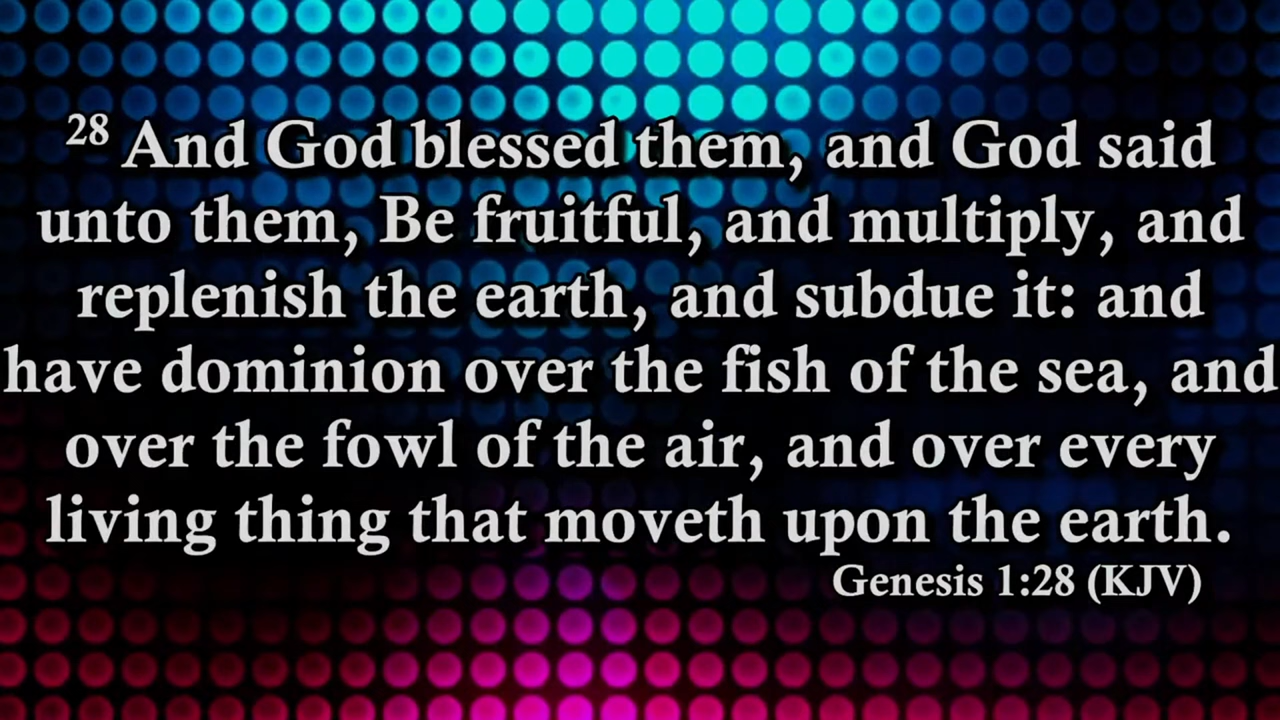 28 And God blessed them, and God said
unto them, Be fruitful, and multiply, and
replenish the earth, and subdue it: and
have dominion over the fish of the sea, and
over the fowl of the air, and over every
living thing that moveth upon the earth.
Genesis 1:28 (KJV)